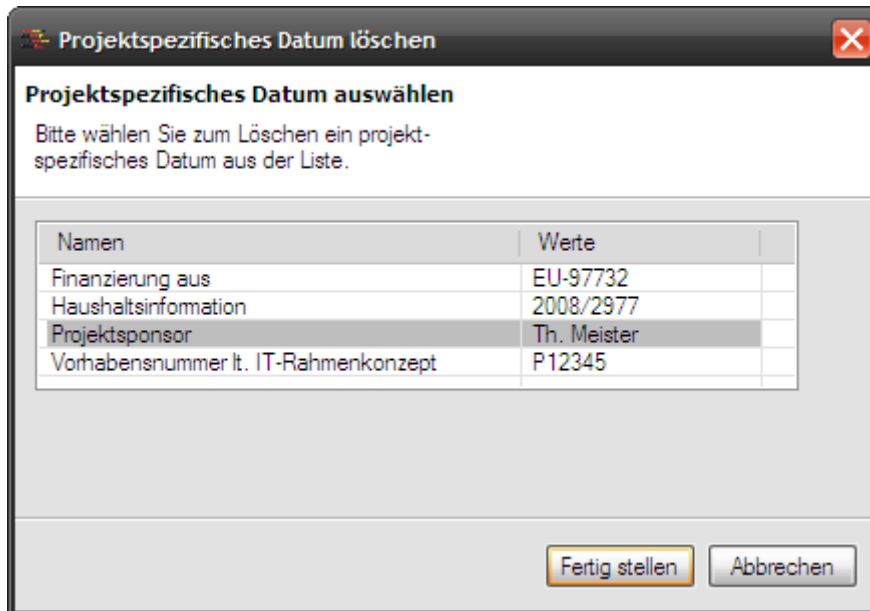 Projektspezifisches Datum löschen
Projektspezifisches Datum auswählen
Bitte wählen Sie zum Löschen ein projekt-
spezifisches Datum aus der Liste.
Namen Werte
Finanzierung aus EU-97732
Haushaltsinformation 2008/2977
Projektsponsor Th. Meister
Vorhabensnummer lt. IT-Rahmenkonzept P12345
Fertig stellen Abbrechen